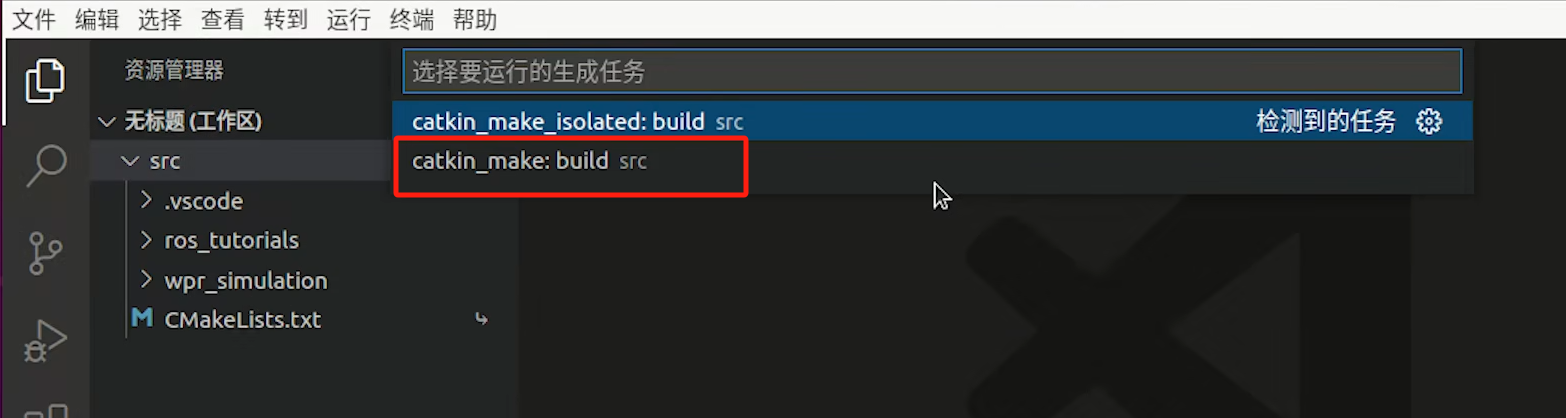 文件 编辑 选择 查看 转到 运行 终端 帮助
资源管理器
选择要运行的生成任务
无标题 (工作区)
catkin_make_isolated: build src 检测到的任务
src
catkin_make: build src
.vscode
ros_tutorials
wpr_simulation
CMakeLists.txt